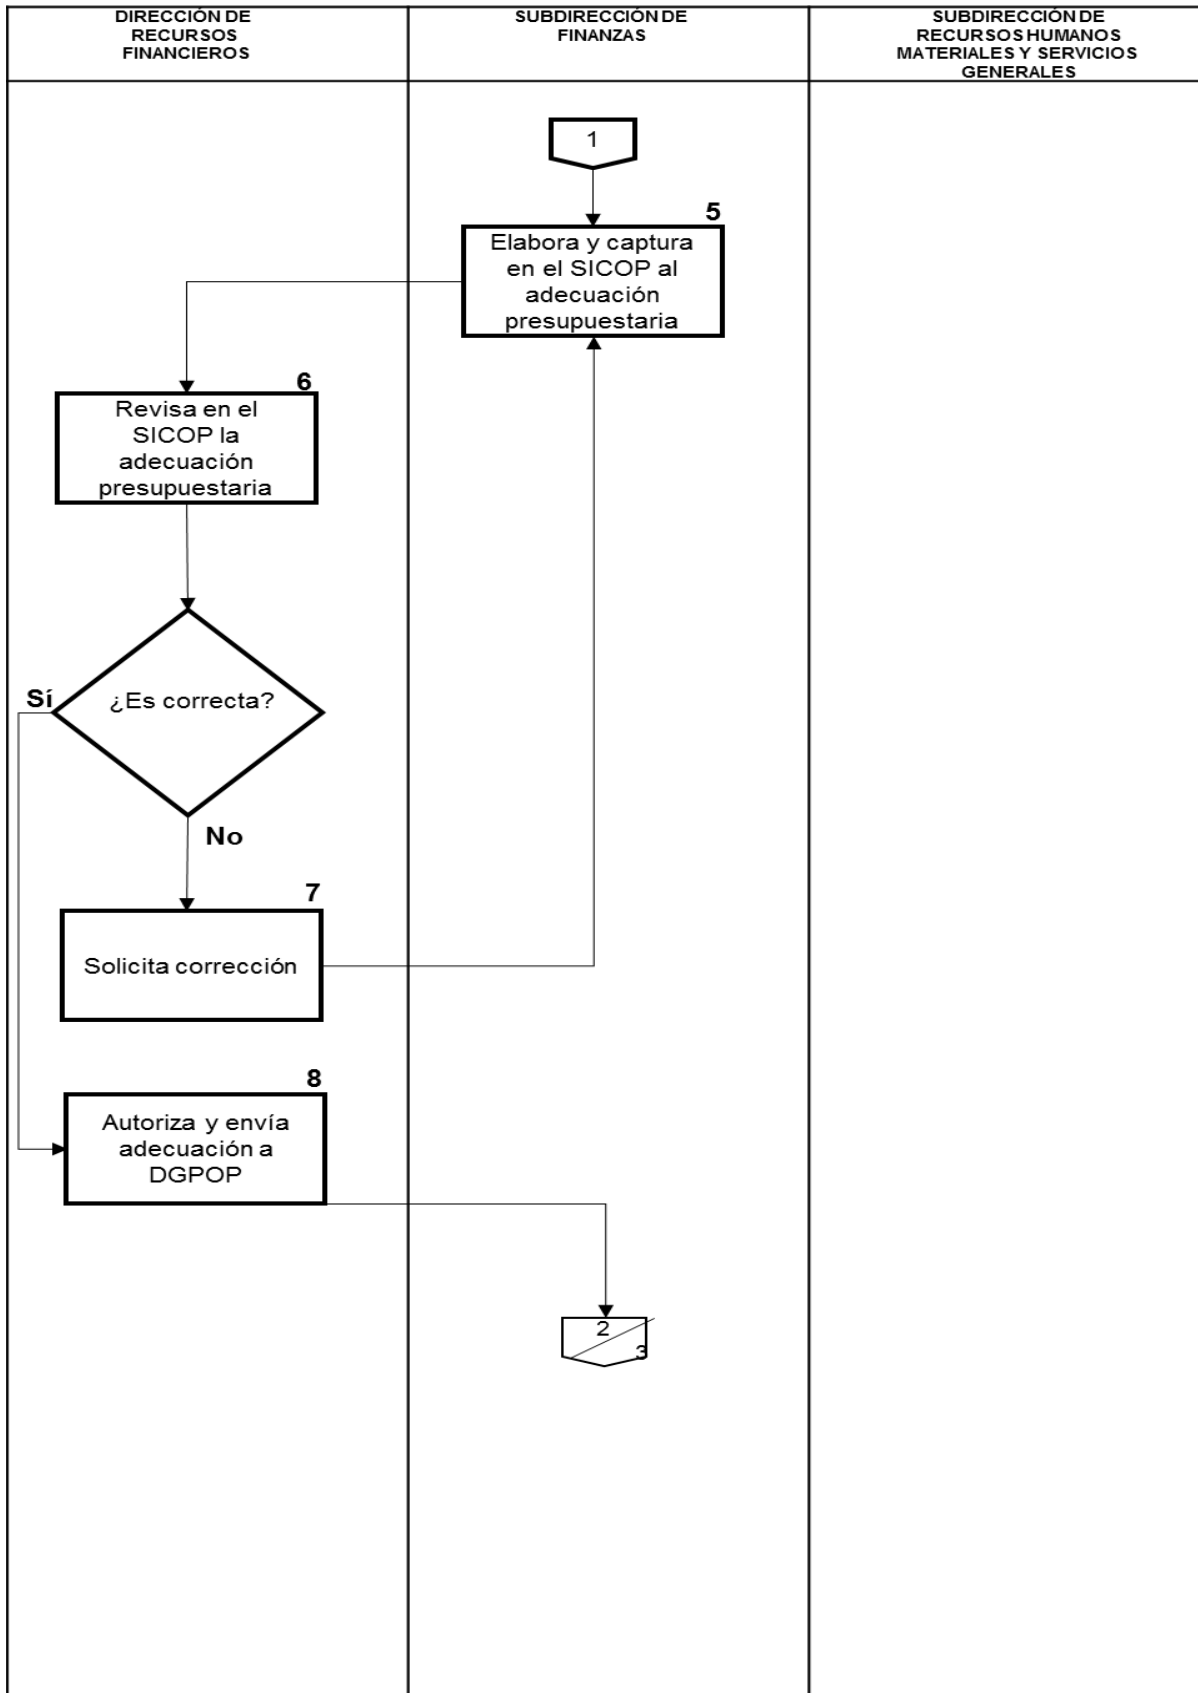 DIRECCIÓN DE
RECURSOS
FINANCIEROS
SUBDIRECCIÓN DE
FINANZAS
SUBDIRECCIÓN DE
RECURSOS HUMANOS
MATERIALES Y SERVICIOS
GENERALES
1
5
Elabora y captura
en el SICOP al
adecuación
presupuestaria
6
Revisa en el
SICOP la
adecuación
presupuestaria
¿Es correcta?
Sí
No
7
Solicita corrección
8
Autoriza y envía
adecuación a
DGPOP
2
3